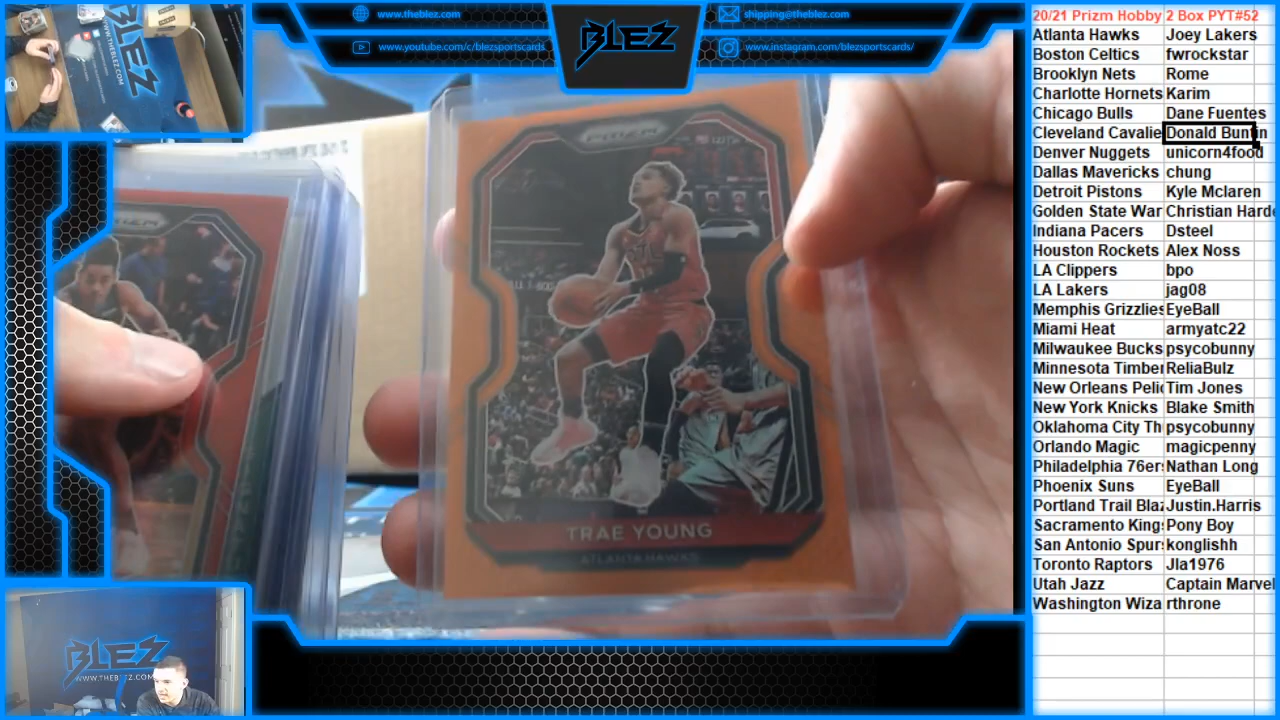 www.theblez.com
www.youtube.com/c/blezsportscards
BLEZ
shipping@theblez.com
www.instagram.com/blezsportscards/
20/21 Prizm Hobby 2 Box PYT#52
Atlanta Hawks Joey Lakers
Boston Celtics fwrockstar
Brooklyn Nets Rome
Charlotte Hornets Karim
Chicago Bulls Dane Fuentes
Cleveland Cavalie Donald Buntin
Denver Nuggets unicorn4food
Dallas Mavericks chung
Detroit Pistons Kyle Mclaren
Golden State War Christian Hard
Indiana Pacers Dsteel
Houston Rockets Alex Noss
LA Clippers bpo
LA Lakers jag08
Memphis Grizzlies EyeBall
Miami Heat armyatc22
Milwaukee Bucks psycobunny
Minnesota Timber ReliaBulz
New Orleans Peli Tim Jones
New York Knicks Blake Smith
Oklahoma City Th psycobunny
Orlando Magic magicpenny
Philadelphia 76er Nathan Long
Phoenix Suns EyeBall
Portland Trail Blaz Justin.Harris
Sacramento King Pony Boy
San Antonio Spur konglishh
Toronto Raptors Jla1976
Utah Jazz Captain Marvel
Washington Wiza rthrone
PRIZM
TRAE YOUNG
ATLANTA HAWKS
BLEZ
WWW.THEBLEZ.COM
BLEZ
WWW.THEBLEZ.COM